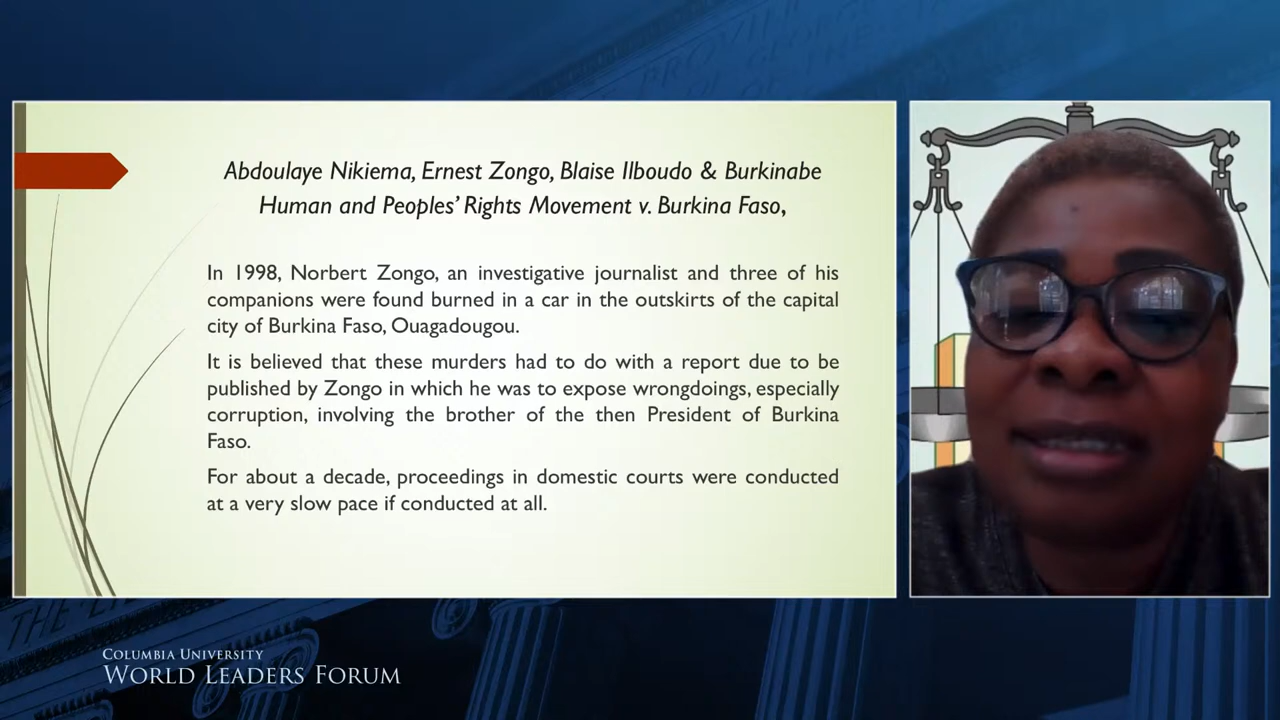 Abdoulaye Nikiema, Ernest Zongo, Blaise Ilboudo & Burkinabe
Human and Peoples' Rights Movement v. Burkina Faso,
In 1998, Norbert Zongo, an investigative journalist and three of his
companions were found burned in a car in the outskirts of the capital
city of Burkina Faso, Ouagadougou.
It is believed that these murders had to do with a report due to be
published by Zongo in which he was to expose wrongdoings, especially
corruption, involving the brother of the then President of Burkina
Faso.
For about a decade, proceedings in domestic courts were conducted
at a very slow pace if conducted at all.
COLUMBIA UNIVERSITY
WORLD LEADERS FORUM